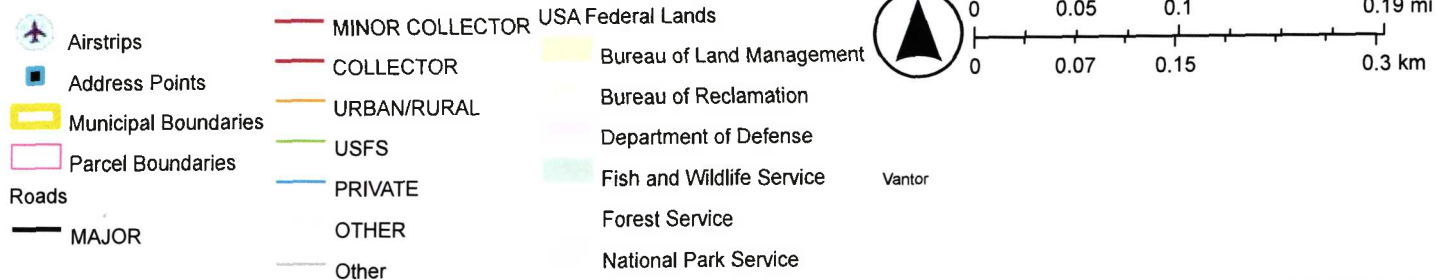 Airstrips
Address Points
Municipal Boundaries
Parcel Boundaries
Roads
MAJOR
MINOR COLLECTOR
COLLECTOR
URBAN/RURAL
USFS
PRIVATE
OTHER
Other
USA Federal Lands
Bureau of Land Management
Bureau of Reclamation
Department of Defense
Fish and Wildlife Service
Forest Service
National Park Service
0 0.05 0.1 0.19 mi
0 0.07 0.15 0.3 km
Vantor